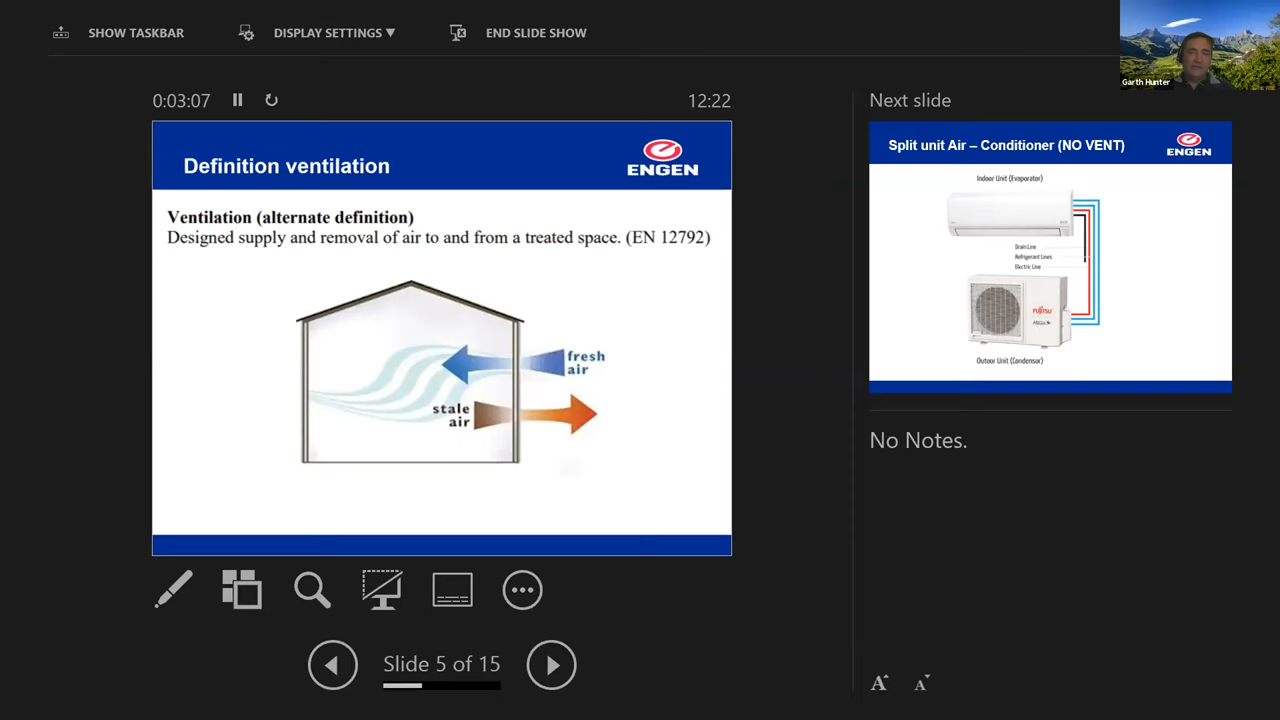 SHOW TASKBAR
DISPLAY SETTINGS ▼
END SLIDE SHOW
Garth Hunter
0:03:07
12:22
Next slide
Definition ventilation
ENGEN
Ventilation (alternate definition)
Designed supply and removal of air to and from a treated space. (EN 12792)
fresh
air
stale
air
Split unit Air – Conditioner (NO VENT)
ENGEN
Indoor Unit (Evaporator)
Drain Line
Refrigerant Lines
Electric Line
FUJITSU
Outoor Unit (Condensor)
No Notes.
Slide 5 of 15
A A